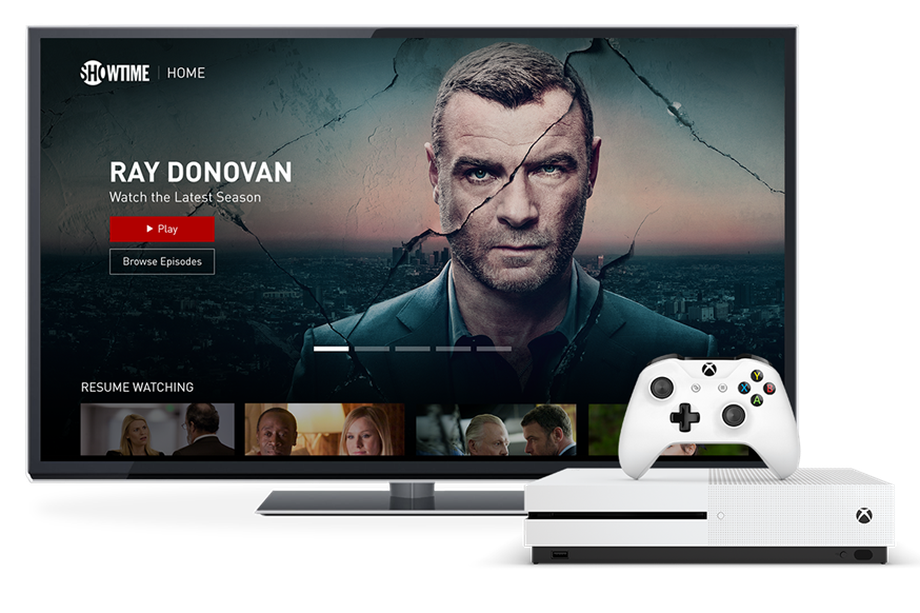 SHOWTIME | HOME
RAY DONOVAN
Watch the Latest Season
Play
Browse Episodes
RESUME WATCHING
Y
X B
A